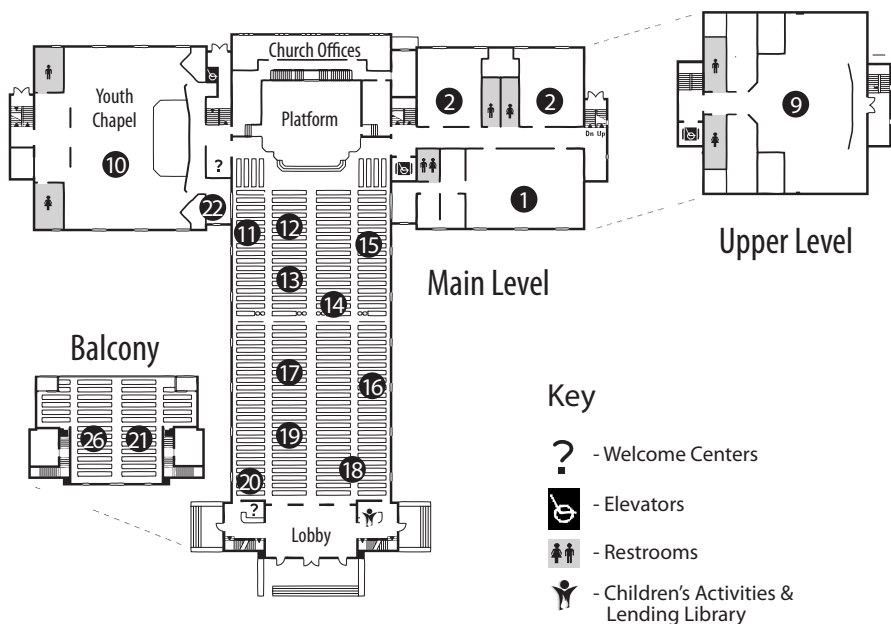 Church Offices
Youth
Chapel
Platform
2
2
9
Dn Up
10
?
22
1
11
12
15
13
14
Upper Level
Main Level
Balcony
17
16
26
21
19
18
20
?
Lobby
Key
? - Welcome Centers
- Elevators
- Restrooms
- Children's Activities &
Lending Library